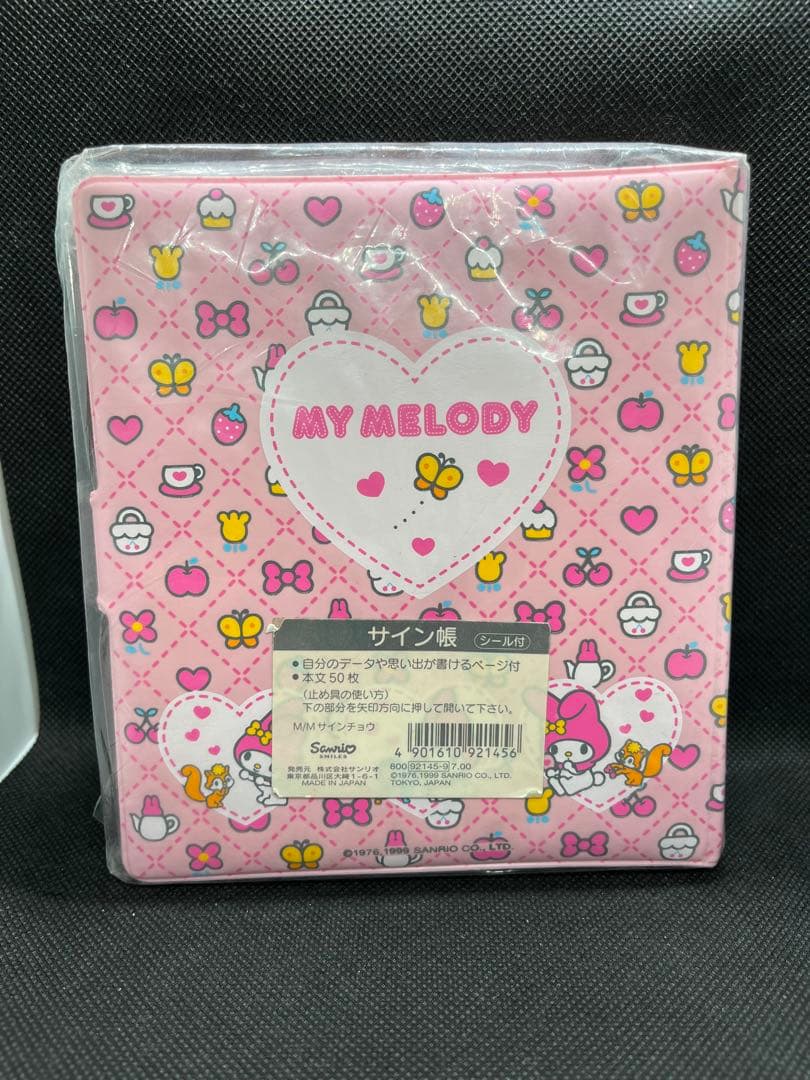 MY MELODY
サイン帳 シール付
● 自分のデータや思い出が書けるページ付
● 本文50枚
（止め具の使い方）
下の部分を矢印方向に押して開いて下さい。
M/M サインチョウ
Sanrio
SMILES
4 901610 921456
発売元 株式会社サンリオ
東京都品川区大崎1-6-1
MADE IN JAPAN
800 92145-9 7.00
©1976,1999 SANRIO CO., LTD.
TOKYO, JAPAN
©1976,1999 SANRIO CO., LTD.